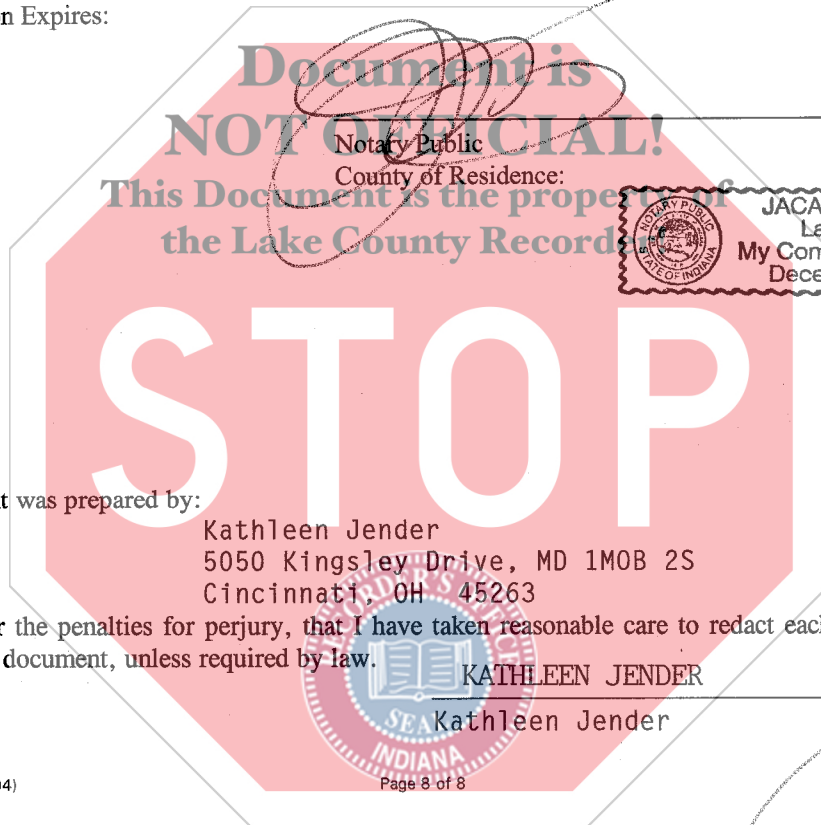 n Expires:
Document is
NOT OFFICIAL!
Notary Public
County of Residence:
This Document is the property of
the Lake County Recorder!
NOTARY PUBLIC
STATE OF INDIANA
JACA
La
My Com
Dece
STOP
t was prepared by:
Kathleen Jender
5050 Kingsley Drive, MD 1MOB 2S
Cincinnati, OH 45263
r the penalties for perjury, that I have taken reasonable care to redact eac
document, unless required by law.
KATHLEEN JENDER
Kathleen Jender
RECORDER'S OFFICE
SEAL
INDIANA
04)
Page 8 of 8